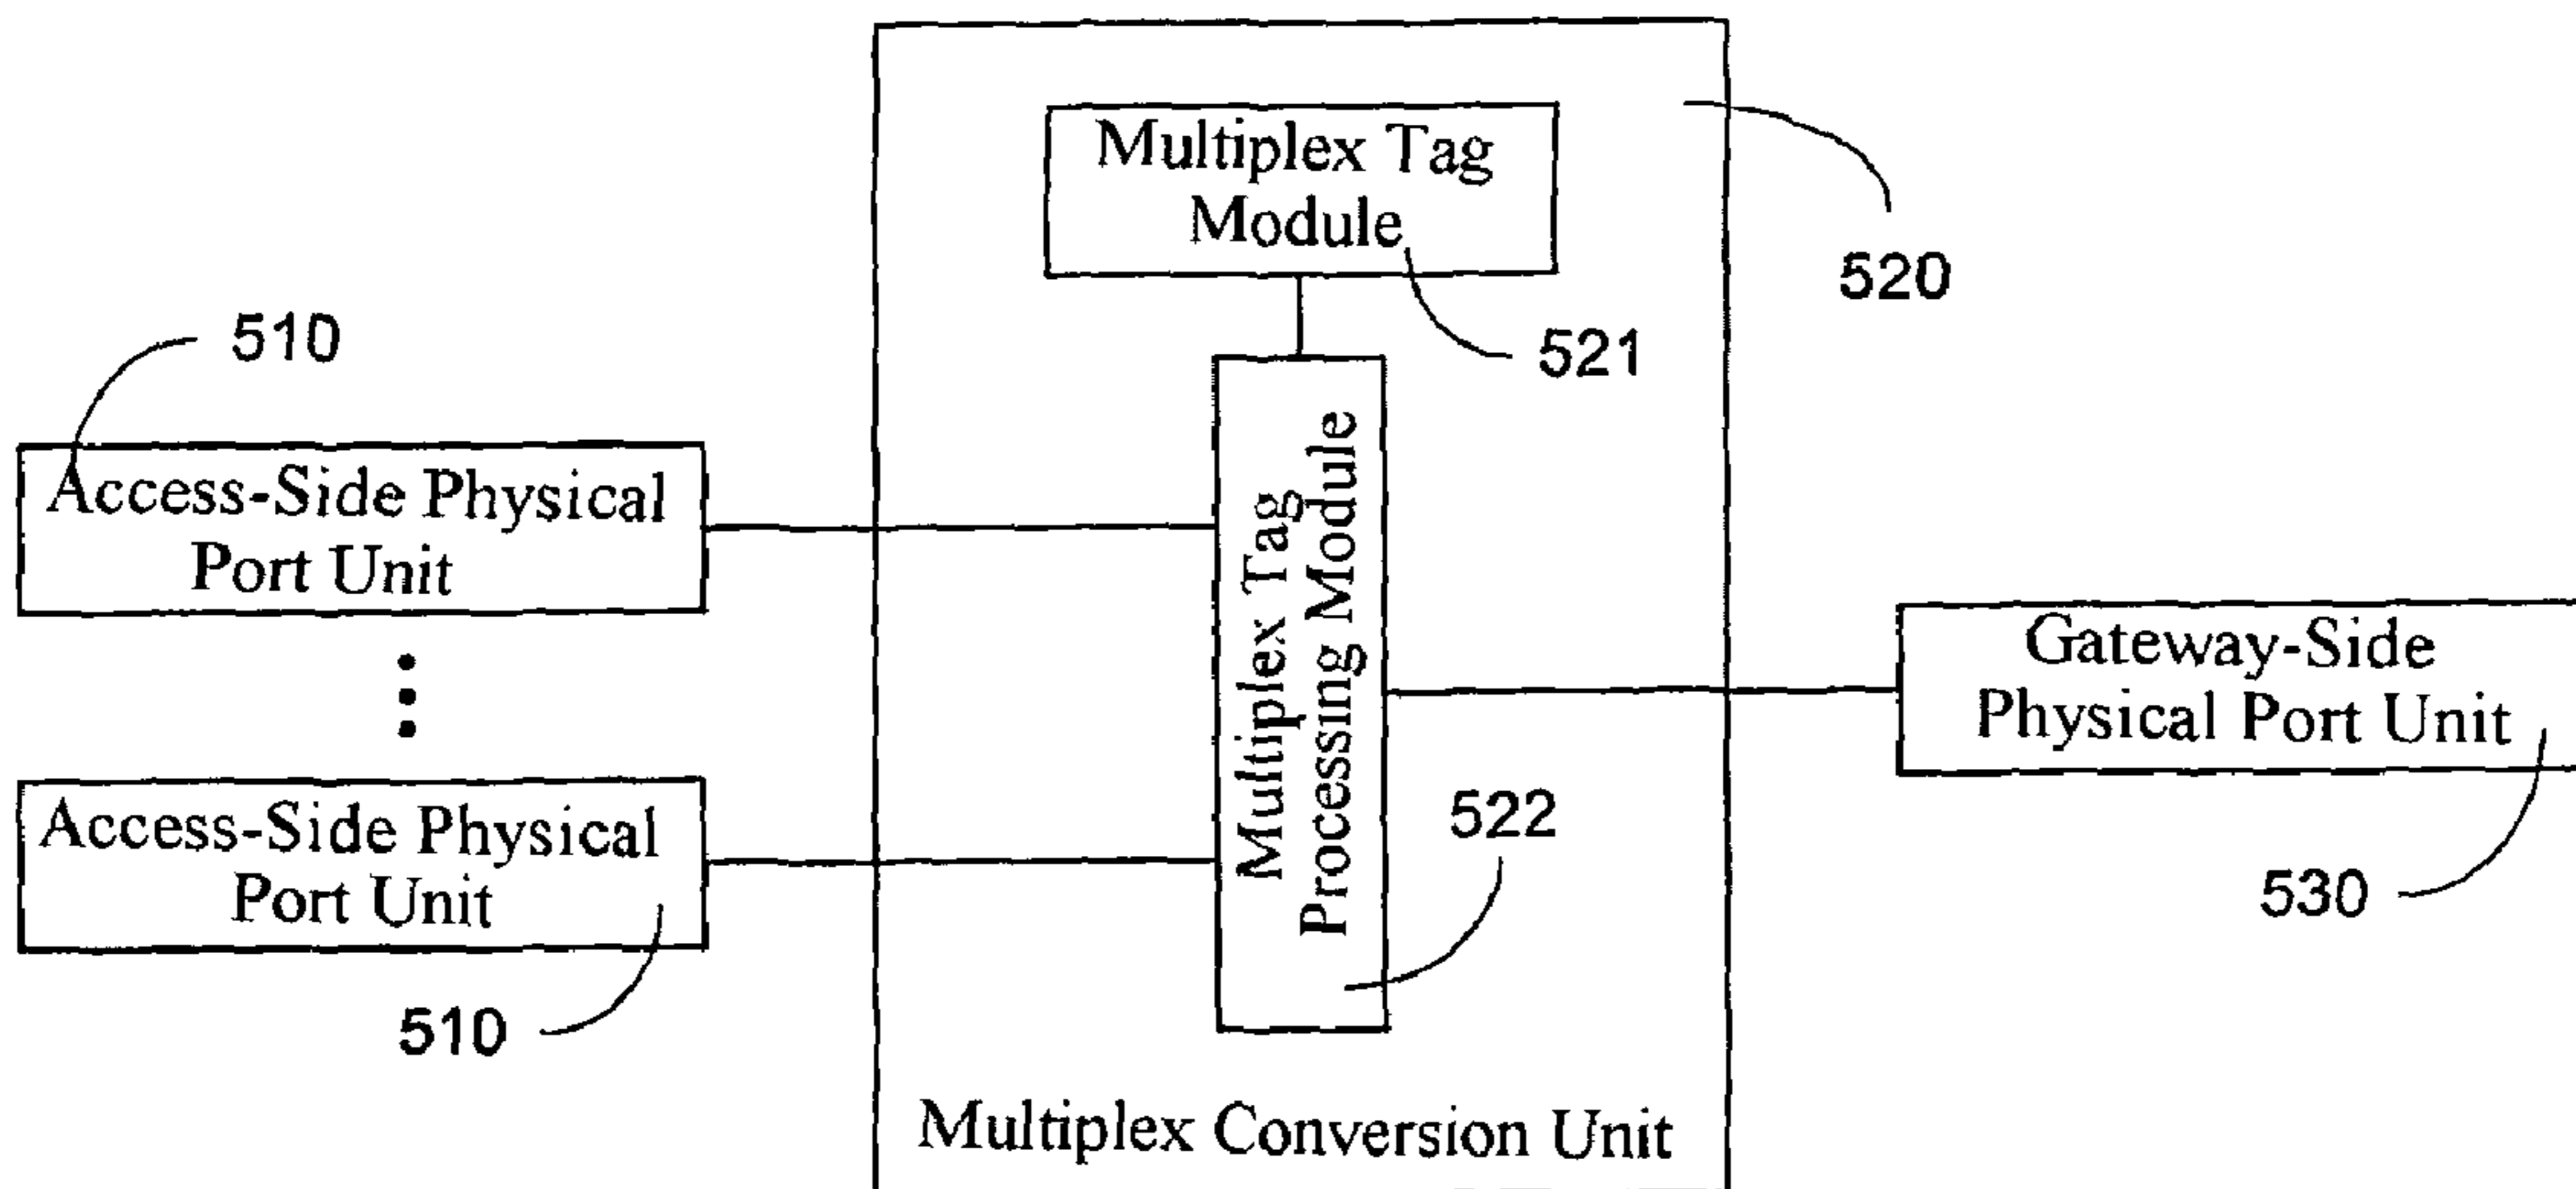 Multiplex Tag
Module
520
521
510
Access-Side Physical
Port Unit
Multiplex Tag
Processing Module
Gateway-Side
Physical Port Unit
530
522
Access-Side Physical
Port Unit
510
Multiplex Conversion Unit